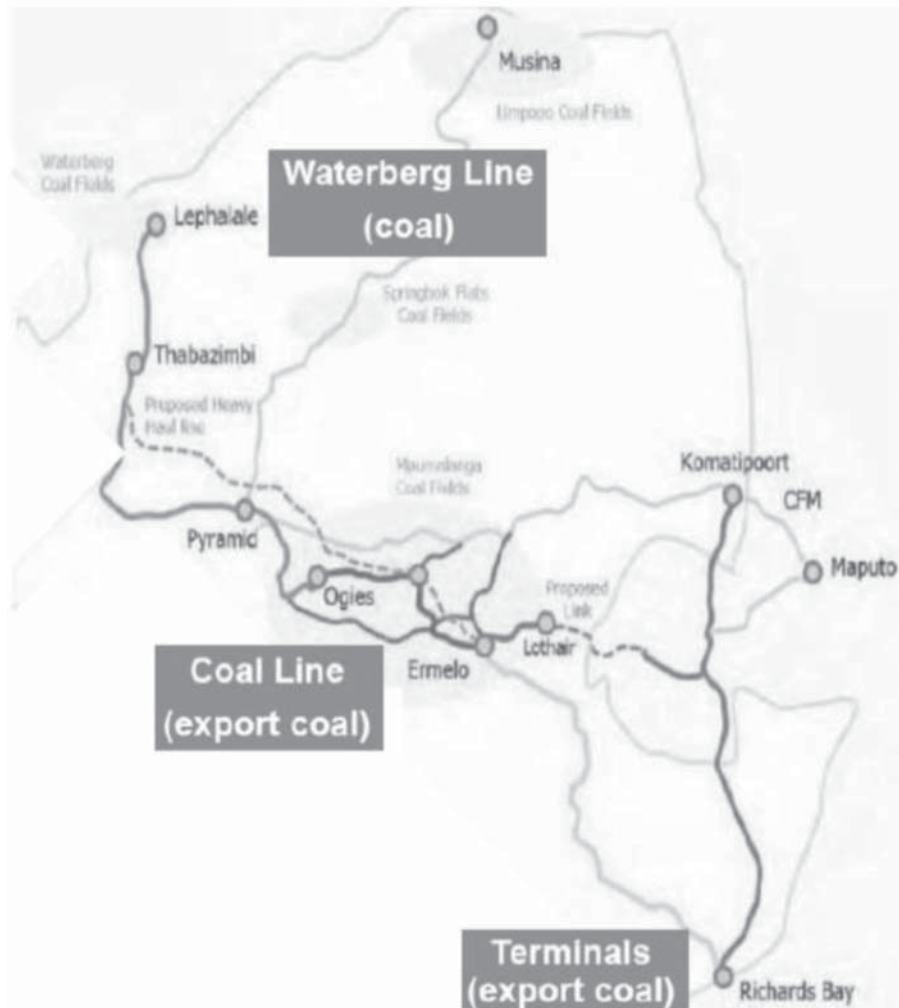 Musina
Limpopo Coal Fields
Waterberg
Coal Fields
Waterberg Line
(coal)
Lephalale
Springbok Flats
Coal Fields
Thabazimbi
Proposed Heavy
Haul line
Mpumalanga
Coal Fields
Komatipoort
CFM
Pyramid
Maputo
Ogies
Proposed
Link
Lothair
Ermelo
Coal Line
(export coal)
Terminals
(export coal)
Richards Bay